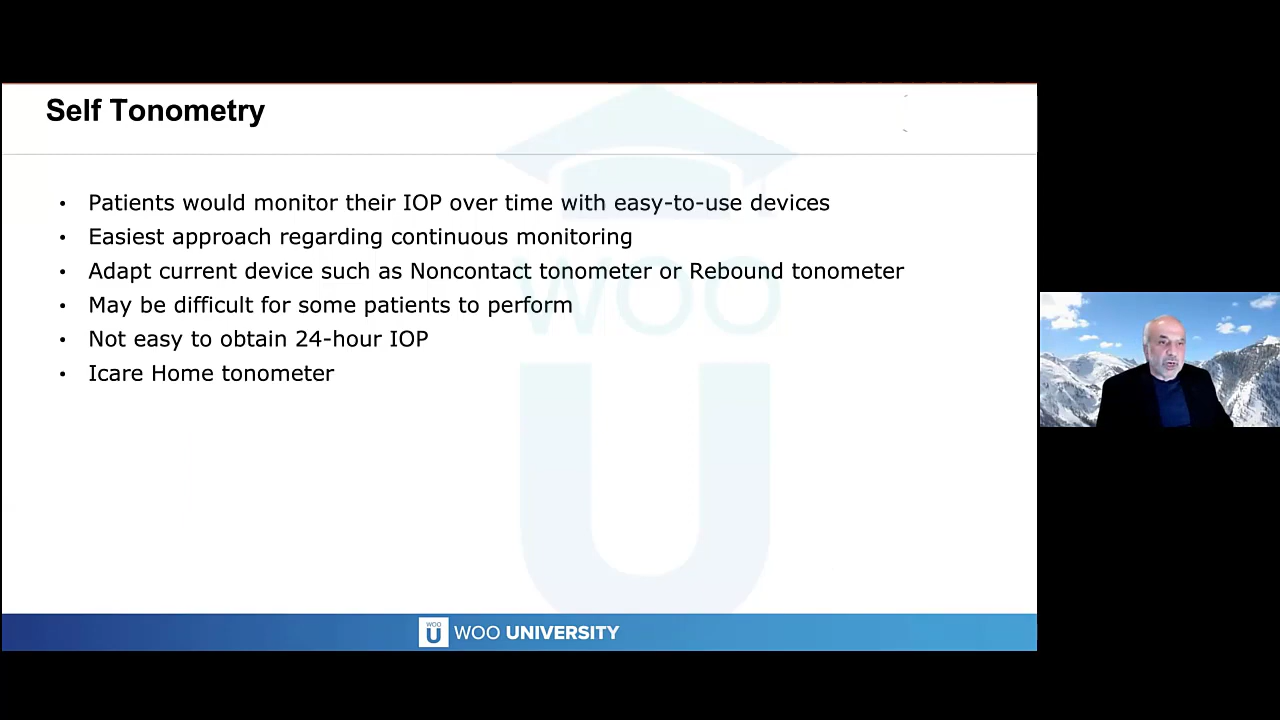 Self Tonometry
• Patients would monitor their IOP over time with easy-to-use devices
• Easiest approach regarding continuous monitoring
• Adapt current device such as Noncontact tonometer or Rebound tonometer
• May be difficult for some patients to perform
• Not easy to obtain 24-hour IOP
• Icare Home tonometer
WOO
U
WOO
U
WOO UNIVERSITY